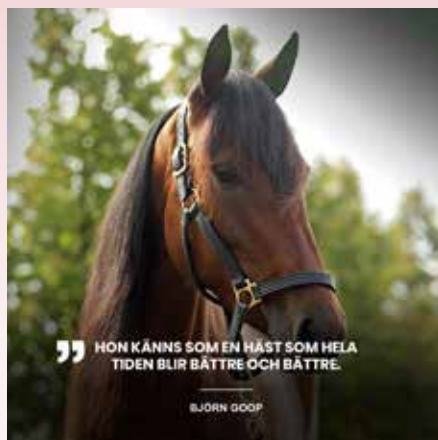 ” HON KÄNNS SOM EN HÄST SOM HELA
TIDEN BLIR BÄTTRE OCH BÄTTRE.
BJÖRN GOOP